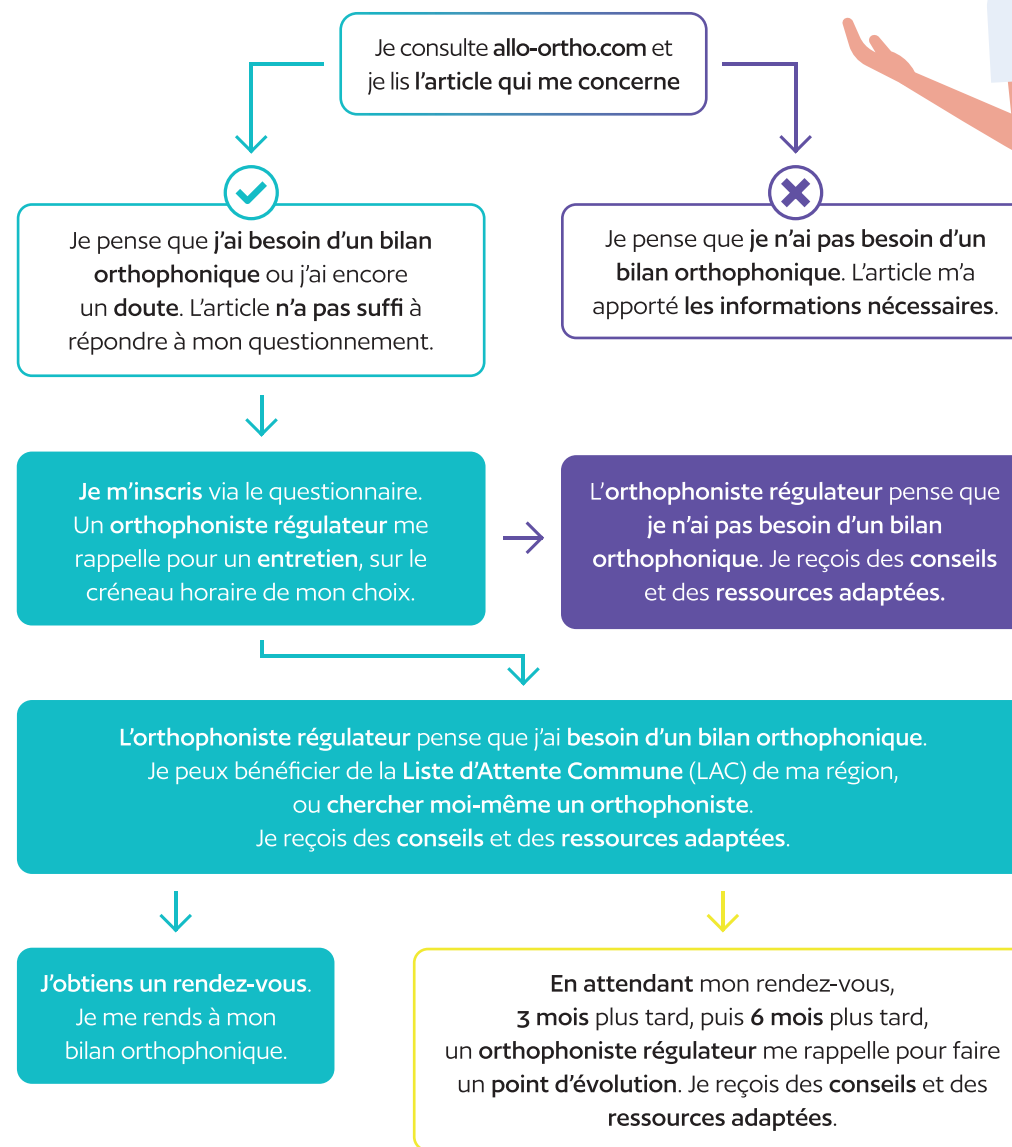 Je consulte allo-ortho.com et
je lis l'article qui me concerne
Je pense que j'ai besoin d'un bilan
orthophonique ou j'ai encore
un doute. L'article n'a pas suffi à
répondre à mon questionnement.
Je pense que je n'ai pas besoin d'un
bilan orthophonique. L'article m'a
apporté les informations nécessaires.
Je m'inscris via le questionnaire.
Un orthophoniste régulateur me
rappelle pour un entretien, sur le
créneau horaire de mon choix.
L'orthophoniste régulateur pense que
je n'ai pas besoin d'un bilan
orthophonique. Je reçois des conseils
et des ressources adaptées.
L'orthophoniste régulateur pense que j'ai besoin d'un bilan orthophonique.
Je peux bénéficier de la Liste d'Attente Commune (LAC) de ma région,
ou chercher moi-même un orthophoniste.
Je reçois des conseils et des ressources adaptées.
J'obtiens un rendez-vous.
Je me rends à mon
bilan orthophonique.
En attendant mon rendez-vous,
3 mois plus tard, puis 6 mois plus tard,
un orthophoniste régulateur me rappelle pour faire
un point d'évolution. Je reçois des conseils et des
ressources adaptées.